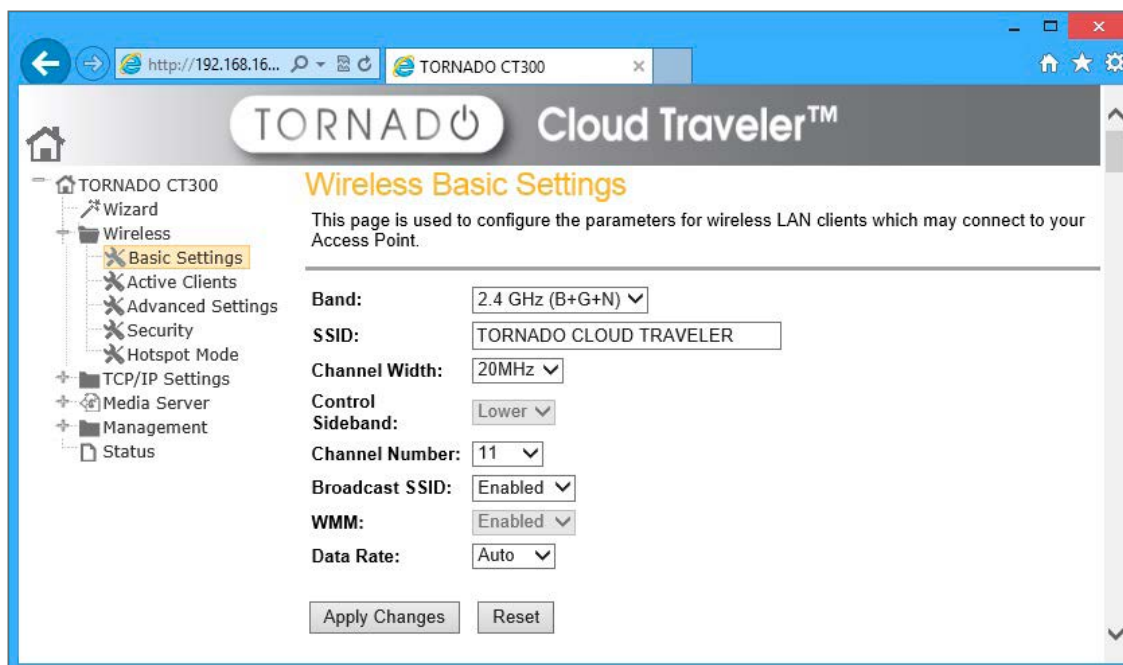 http://192.168.16...
TORNADO CT300
TORNADO Cloud Traveler™
TORNADO CT300
Wizard
Wireless
Basic Settings
Active Clients
Advanced Settings
Security
Hotspot Mode
TCP/IP Settings
Media Server
Management
Status
Wireless Basic Settings
This page is used to configure the parameters for wireless LAN clients which may connect to your
Access Point.
Band: 2.4 GHz (B+G+N)
SSID: TORNADO CLOUD TRAVELER
Channel Width: 20MHz
Control
Sideband: Lower
Channel Number: 11
Broadcast SSID: Enabled
WMM: Enabled
Data Rate: Auto
Apply Changes Reset